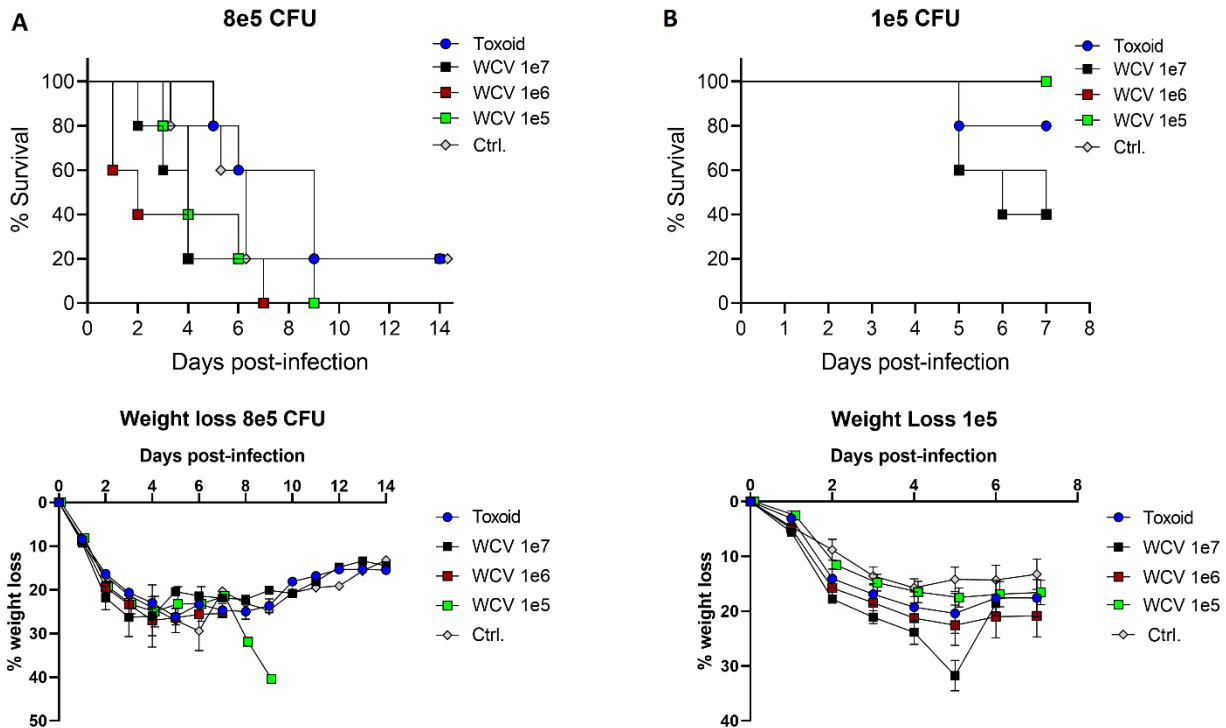 A
8e5 CFU
Toxoid
WCV 1e7
WCV 1e6
WCV 1e5
Ctrl.
% Survival
100
80
60
40
20
0
0 2 4 6 8 10 12 14
Days post-infection
B
1e5 CFU
Toxoid
WCV 1e7
WCV 1e6
WCV 1e5
Ctrl.
% Survival
100
80
60
40
20
0
0 1 2 3 4 5 6 7 8
Days post-infection
Weight loss 8e5 CFU
Days post-infection
0 2 4 6 8 10 12 14
% weight loss
0
10
20
30
40
50
Toxoid
WCV 1e7
WCV 1e6
WCV 1e5
Ctrl.
Weight Loss 1e5
Days post-infection
0 2 4 6 8
% weight loss
0
10
20
30
40
Toxoid
WCV 1e7
WCV 1e6
WCV 1e5
Ctrl.